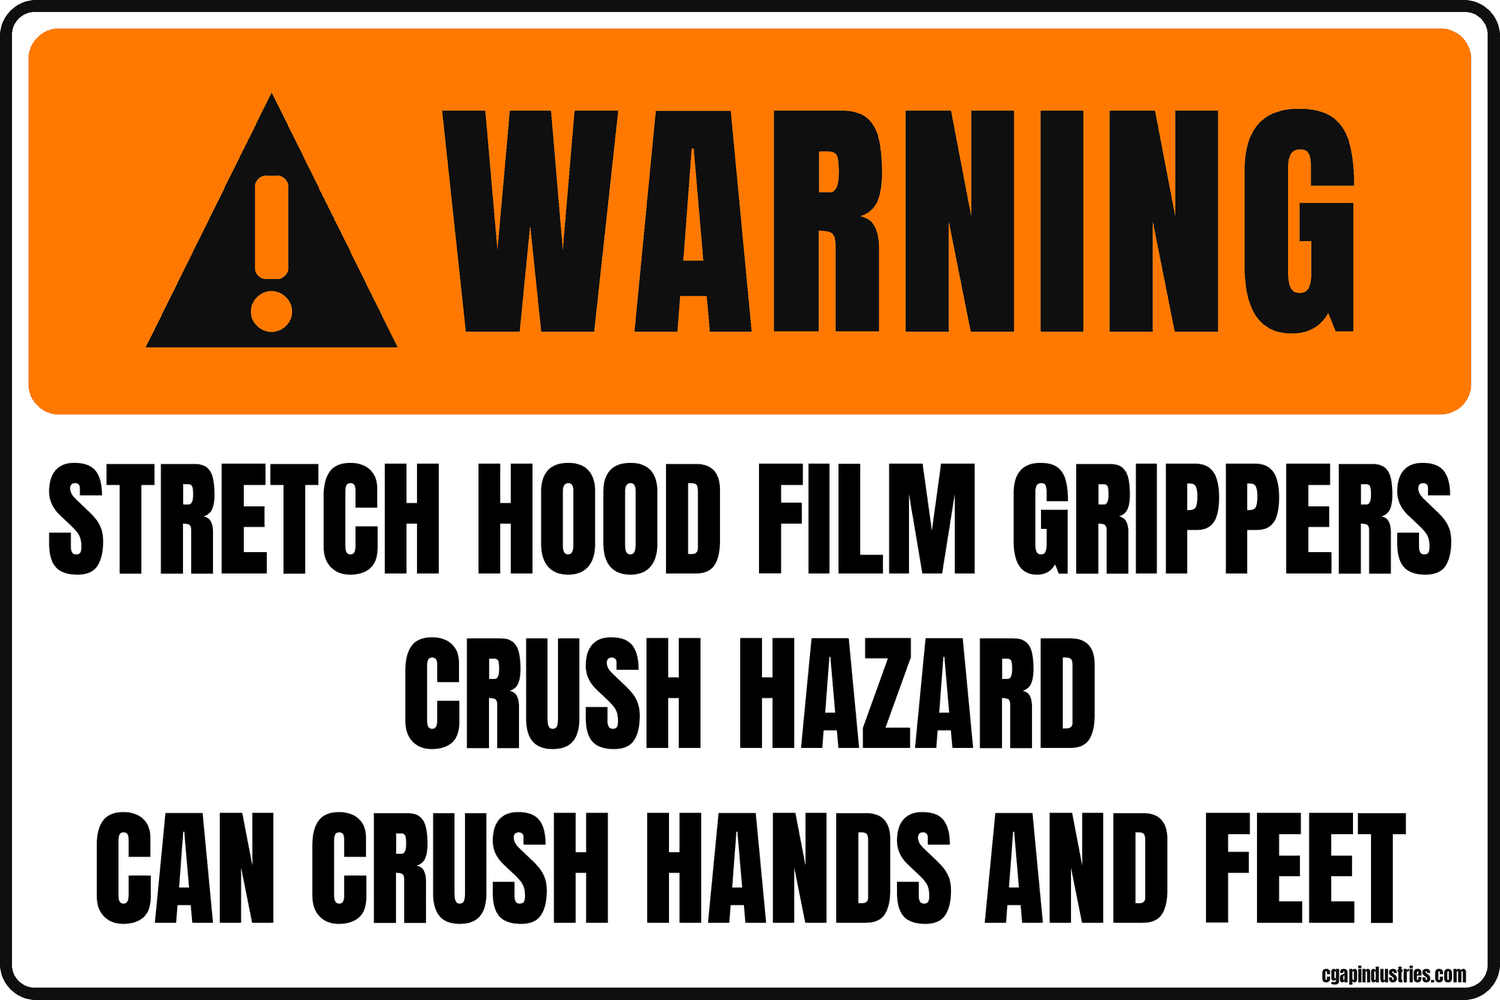 WARNING
STRETCH HOOD FILM GRIPPERS
CRUSH HAZARD
CAN CRUSH HANDS AND FEET
cgapindustries.com